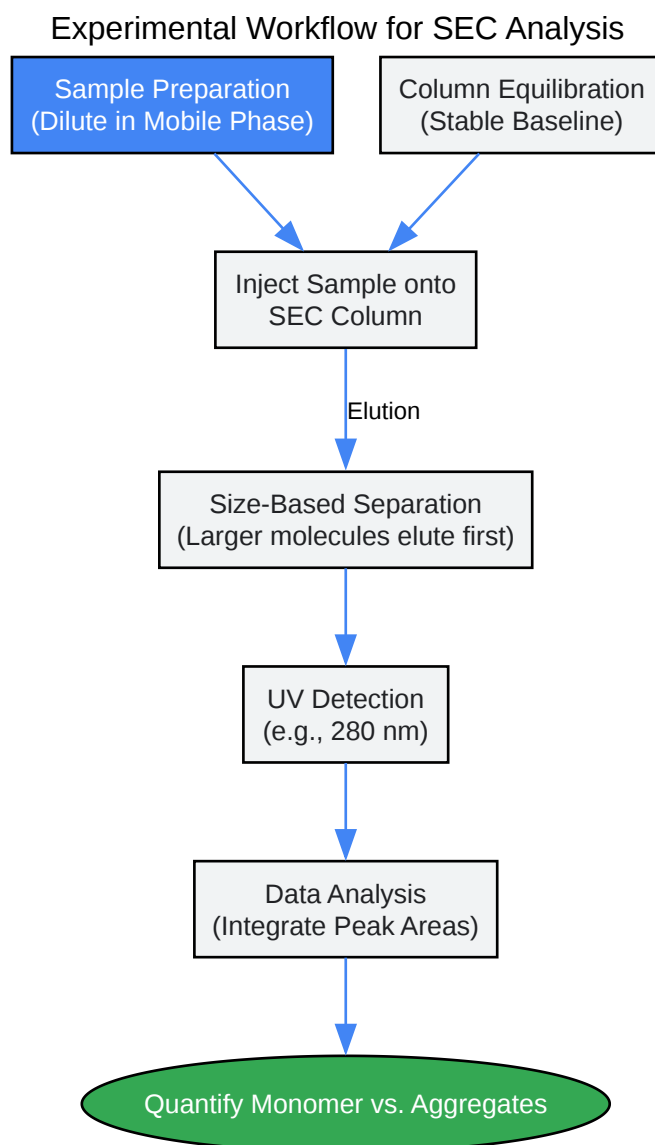 Experimental Workflow for SEC Analysis
Sample Preparation
(Dilute in Mobile Phase)
Column Equilibration
(Stable Baseline)
Inject Sample onto
SEC Column
Elution
Size-Based Separation
(Larger molecules elute first)
UV Detection
(e.g., 280 nm)
Data Analysis
(Integrate Peak Areas)
Quantify Monomer vs. Aggregates